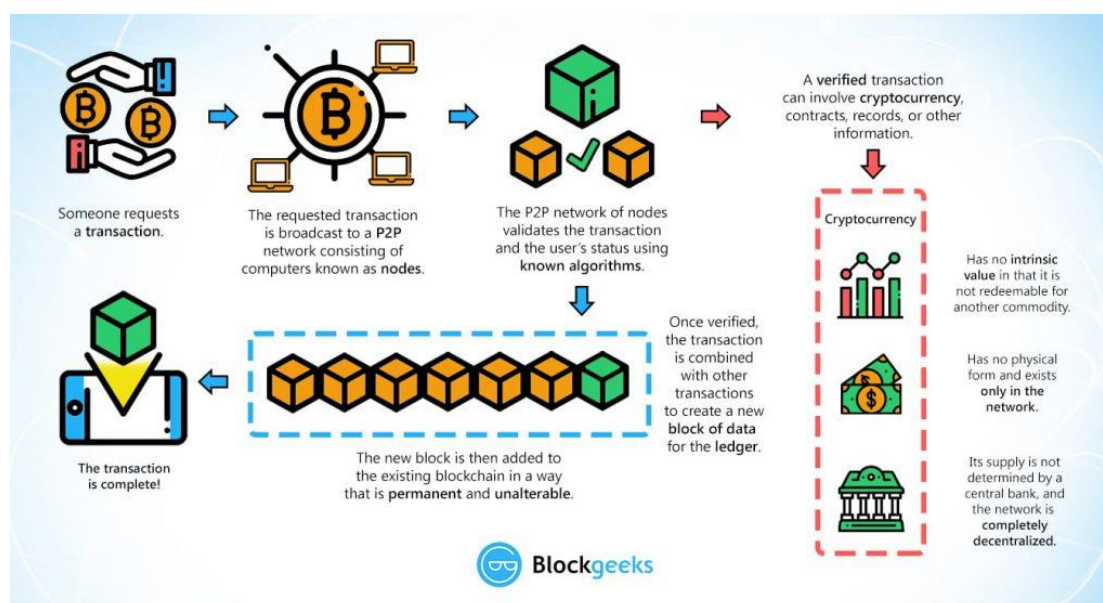 Someone requests
a transaction.
The requested transaction
is broadcast to a P2P
network consisting of
computers known as nodes.
The P2P network of nodes
validates the transaction
and the user's status using
known algorithms.
A verified transaction
can involve cryptocurrency,
contracts, records, or other
information.
Cryptocurrency
Has no intrinsic
value in that it is
not redeemable for
another commodity.
Has no physical
form and exists
only in the
network.
Its supply is not
determined by a
central bank, and
the network is
completely
decentralized.
Once verified,
the transaction
is combined
with other
transactions
to create a new
block of data
for the ledger.
The new block is then added to
the existing blockchain in a way
that is permanent and unalterable.
The transaction
is complete!
Blockgeeks